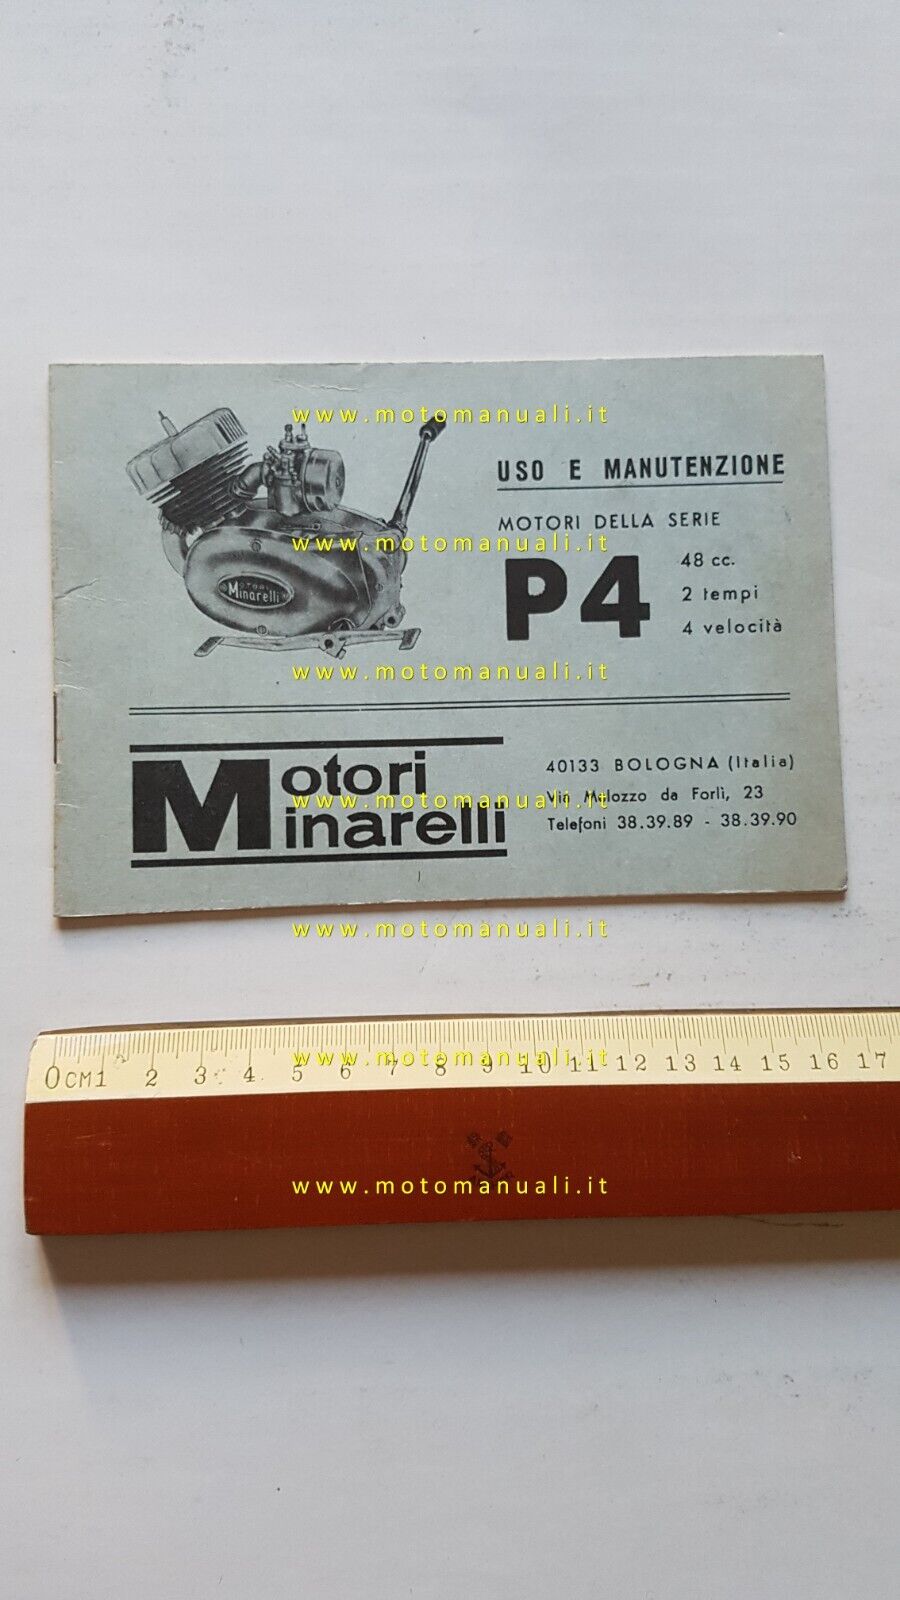 www.motomanuali.it
USO E MANUTENZIONE
MOTORI DELLA SERIE
www.motomanuali.it
P4
48 cc.
2 tempi
4 velocità
MOTORI
Minarelli
www.motomanuali.it
Motori
Minarelli
40133 BOLOGNA (Italia)
Via Melozzo da Forlì, 23
Telefoni 38.39.89 - 38.39.90
www.motomanuali.it
www.motomanuali.it
www.motomanuali.it
0 CM 1 2 3 4 5 6 7 8 9 10 11 12 13 14 15 16 17
www.motomanuali.it